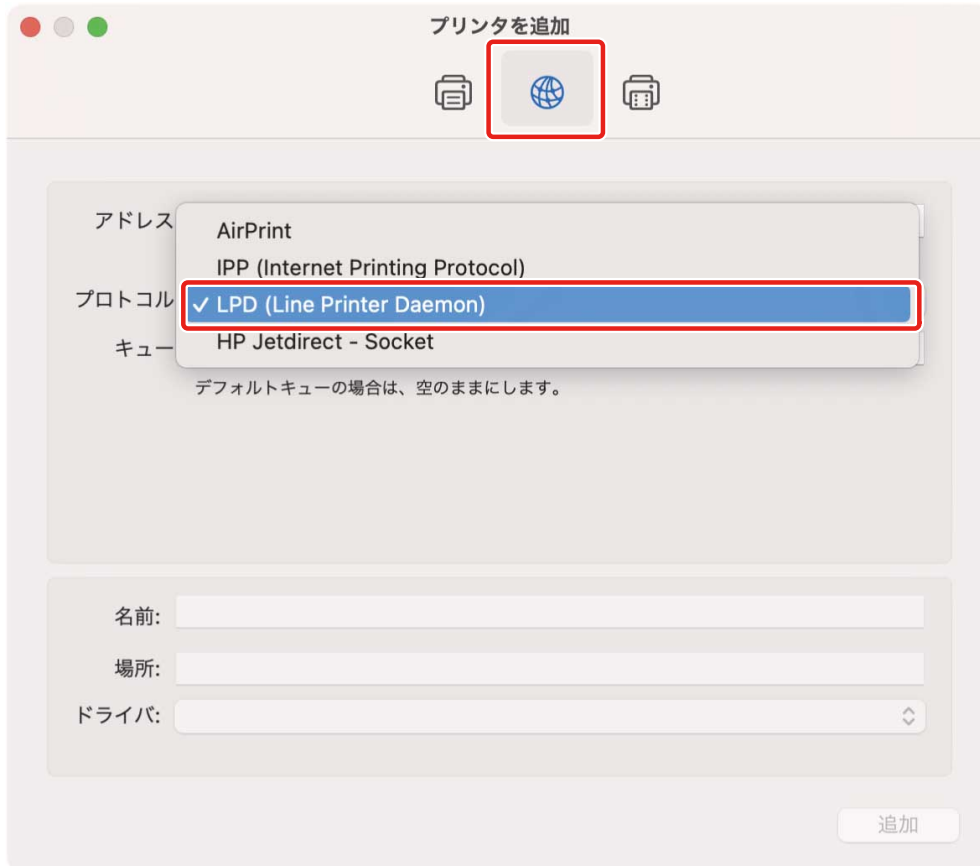 プリンタを追加
アドレス
AirPrint
IPP (Internet Printing Protocol)
プロトコル
✓ LPD (Line Printer Daemon)
キュー
HP Jetdirect - Socket
デフォルトキューの場合は、空のままにします。
名前:
場所:
ドライバ:
追加